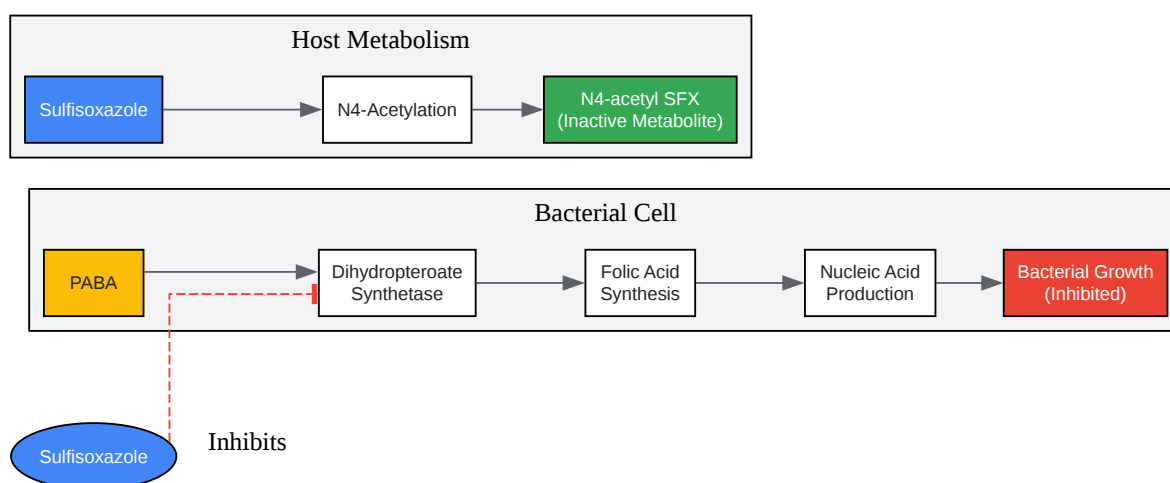 Host Metabolism
Sulfisoxazole
N4-Acetylation
N4-acetyl SFX
(Inactive Metabolite)
Bacterial Cell
PABA
Dihydropteroate
Synthetase
Folic Acid
Synthesis
Nucleic Acid
Production
Bacterial Growth
(Inhibited)
Sulfisoxazole
Inhibits